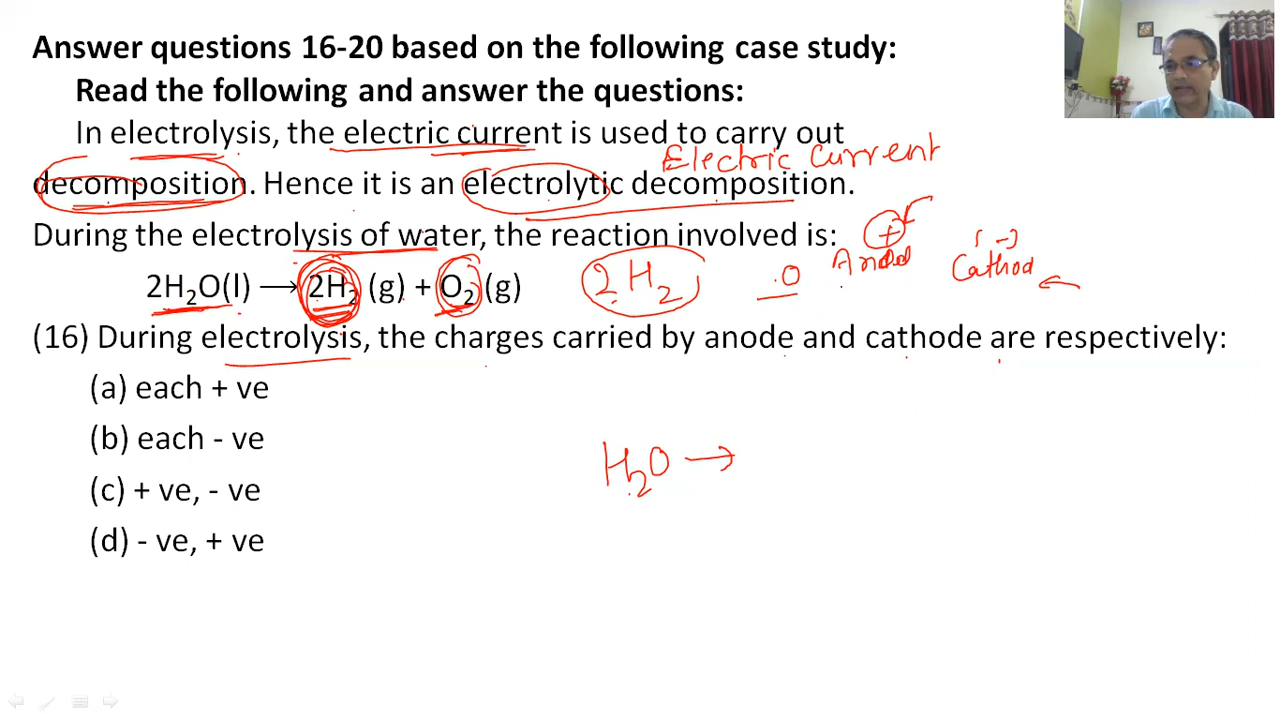 Answer questions 16-20 based on the following case study:
Read the following and answer the questions:
In electrolysis, the electric current is used to carry out
Electric Current
decomposition. Hence it is an electrolytic decomposition.
During the electrolysis of water, the reaction involved is:
+
(-)
Anod
Cathod
2H₂O(l) ⟶ 2H₂ (g) + O₂ (g)
2H₂
O
(16) During electrolysis, the charges carried by anode and cathode are respectively:
(a) each + ve
(b) each - ve
H₂O →
(c) + ve, - ve
(d) - ve, + ve